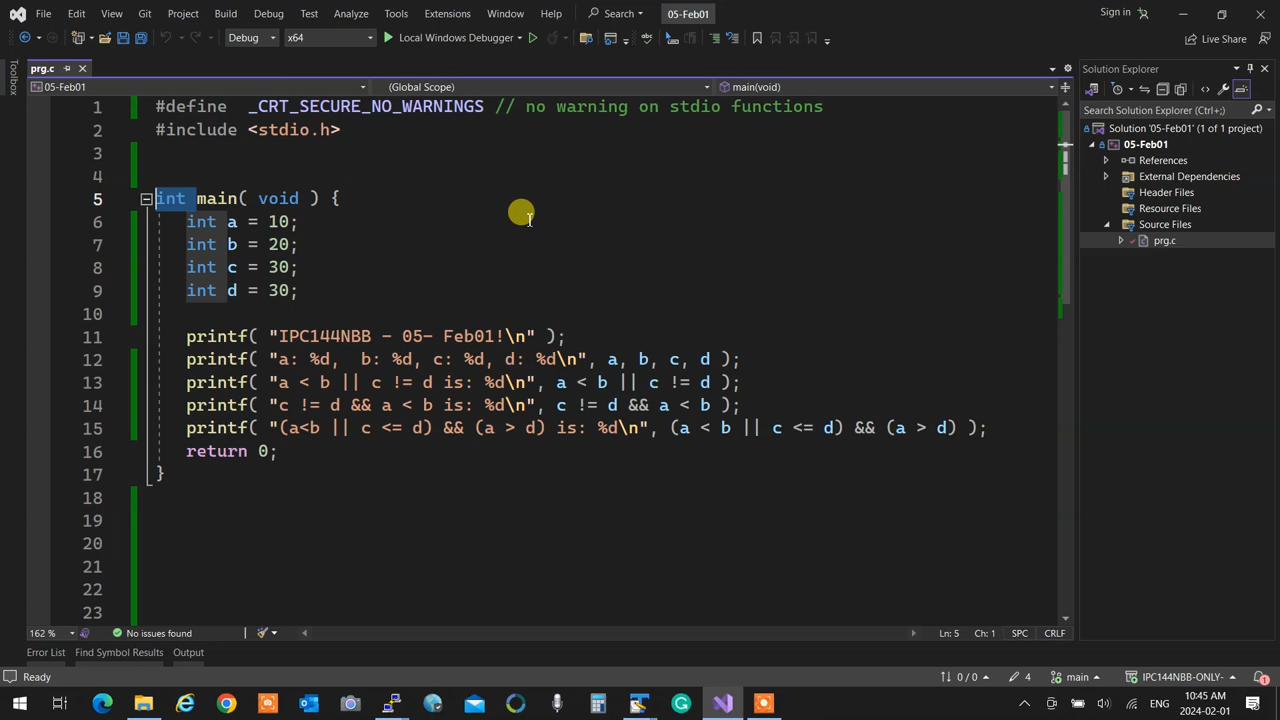 File Edit View Git Project Build Debug Test Analyze Tools Extensions Window Help Search 05-Feb01 Sign in
Debug x64 Local Windows Debugger Live Share
Toolbox
prg.c
05-Feb01 (Global Scope) main(void)
1 #define _CRT_SECURE_NO_WARNINGS // no warning on stdio functions
2 #include <stdio.h>
3
4
5 int main( void ) {
6 int a = 10;
7 int b = 20;
8 int c = 30;
9 int d = 30;
10
11 printf( "IPC144NBB - 05- Feb01!\n" );
12 printf( "a: %d,  b: %d, c: %d, d: %d\n", a, b, c, d );
13 printf( "a < b || c != d is: %d\n", a < b || c != d );
14 printf( "c != d && a < b is: %d\n", c != d && a < b );
15 printf( "(a<b || c <= d) && (a > d) is: %d\n", (a < b || c <= d) && (a > d) );
16 return 0;
17 }
18
19
20
21
22
23
Solution Explorer
Search Solution Explorer (Ctrl+;)
Solution '05-Feb01' (1 of 1 project)
05-Feb01
References
External Dependencies
Header Files
Resource Files
Source Files
prg.c
162 % No issues found Ln: 5 Ch: 1 SPC CRLF
Error List Find Symbol Results Output
Ready 0 / 0 4 main IPC144NBB-ONLY- 1
ENG 10:45 AM
2024-02-01